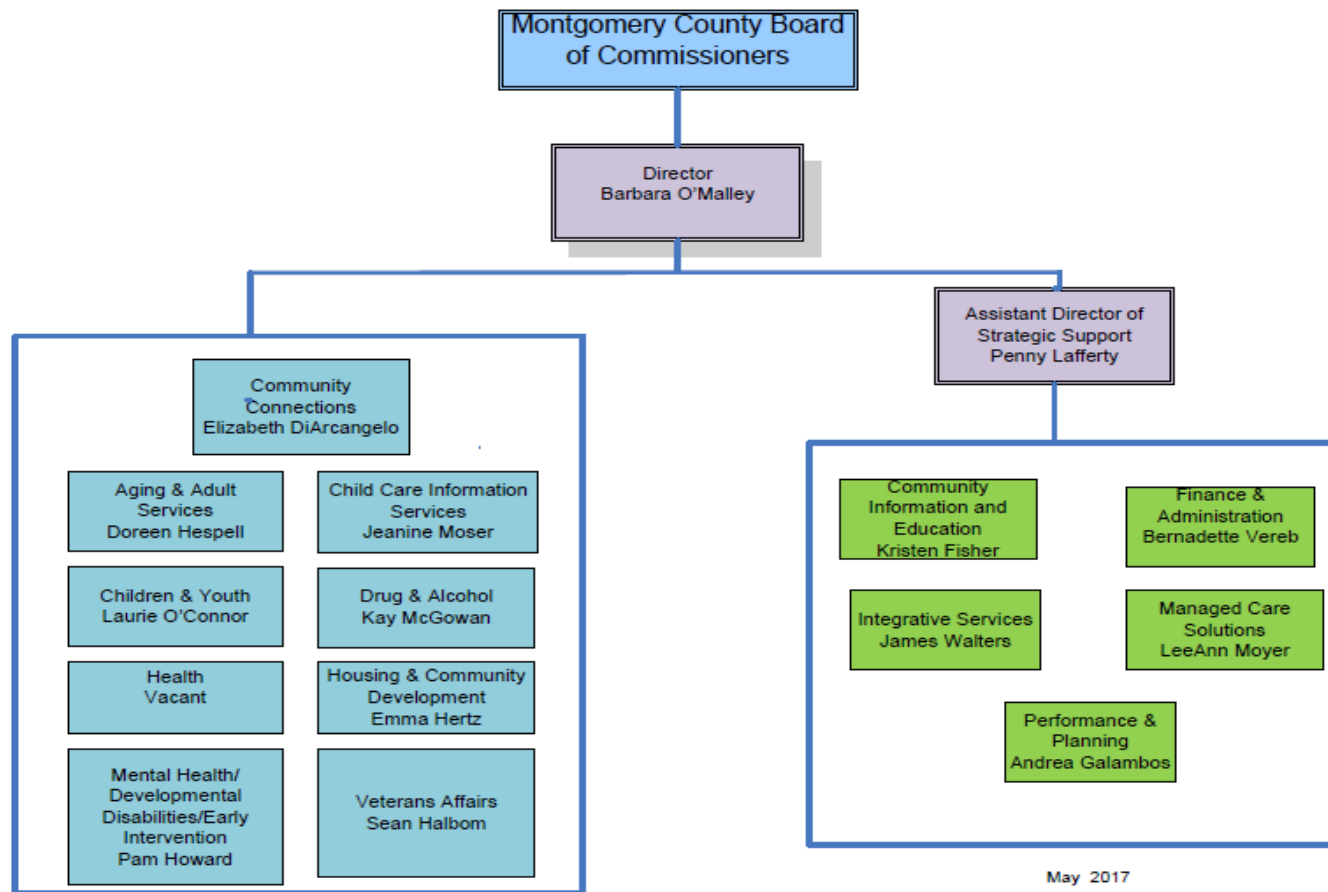 Montgomery County Board
of Commissioners
Director
Barbara O'Malley
Assistant Director of
Strategic Support
Penny Lafferty
Community
Connections
Elizabeth DiArcangelo
Aging & Adult
Services
Doreen Hespell
Child Care Information
Services
Jeanine Moser
Children & Youth
Laurie O'Connor
Drug & Alcohol
Kay McGowan
Health
Vacant
Housing & Community
Development
Emma Hertz
Mental Health/
Developmental
Disabilities/Early
Intervention
Pam Howard
Veterans Affairs
Sean Halbom
Community
Information and
Education
Kristen Fisher
Finance &
Administration
Bernadette Vereb
Integrative Services
James Walters
Managed Care
Solutions
LeeAnn Moyer
Performance &
Planning
Andrea Galambos
May 2017